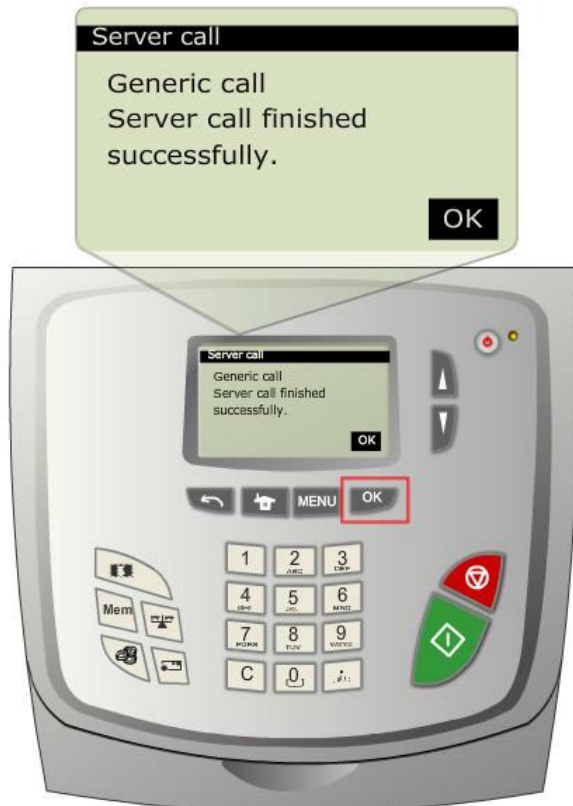 Server call
Generic call
Server call finished
successfully.
OK
Server call
Generic call
Server call finished
successfully.
OK
MENU
OK
1
2
ABC
3
DEF
Mem
4
GHI
5
JKL
6
MNO
7
PQRS
8
TUV
9
WXYZ
C
0